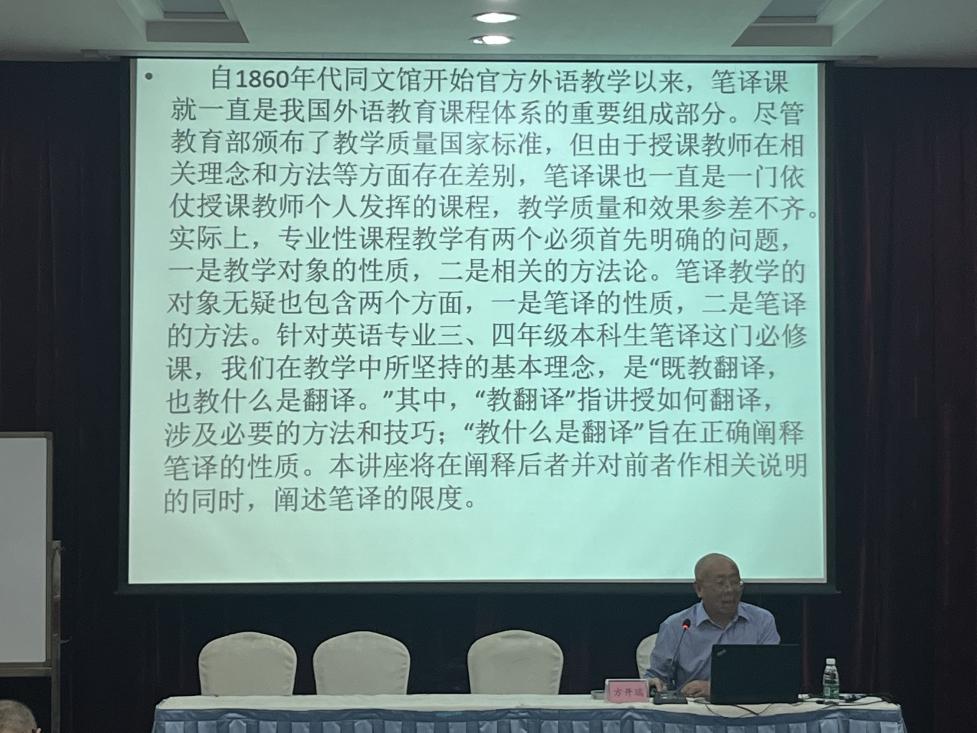 • 自1860年代同文馆开始官方外语教学以来，笔译课
就一直是我国外语教育课程体系的重要组成部分。尽管
教育部颁布了教学质量国家标准，但由于授课教师在相
关理念和方法等方面存在差别，笔译课也一直是一门依
仗授课教师个人发挥的课程，教学质量和效果参差不齐。
实际上，专业性课程教学有两个必须首先明确的问题，
一是教学对象的性质，二是相关的方法论。笔译教学的
对象无疑也包含两个方面，一是笔译的性质，二是笔译
的方法。针对英语专业三、四年级本科生笔译这门必修
课，我们在教学中所坚持的基本理念，是“既教翻译，
也教什么是翻译。”其中，“教翻译”指讲授如何翻译，
涉及必要的方法和技巧；“教什么是翻译”旨在正确阐释
笔译的性质。本讲座将在阐释后者并对前者作相关说明
的同时，阐述笔译的限度。
方开瑞